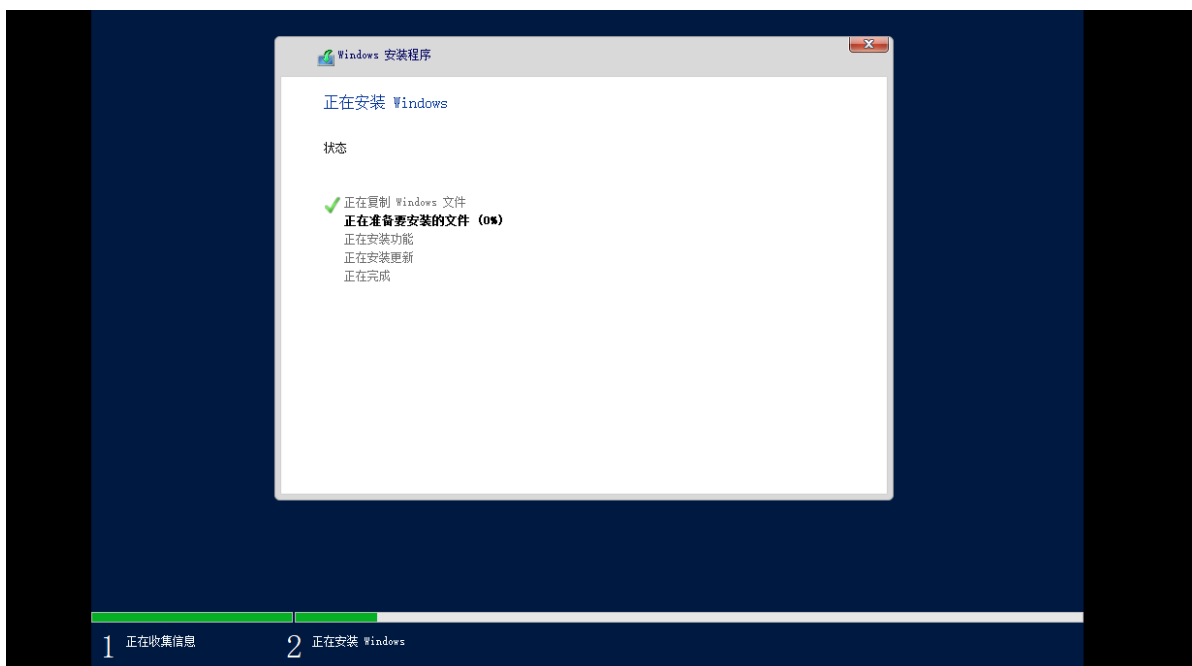 Windows 安装程序
正在安装 Windows
状态
正在复制 Windows 文件
正在准备要安装的文件 (0%)
正在安装功能
正在安装更新
正在完成
1 正在收集信息
2 正在安装 Windows